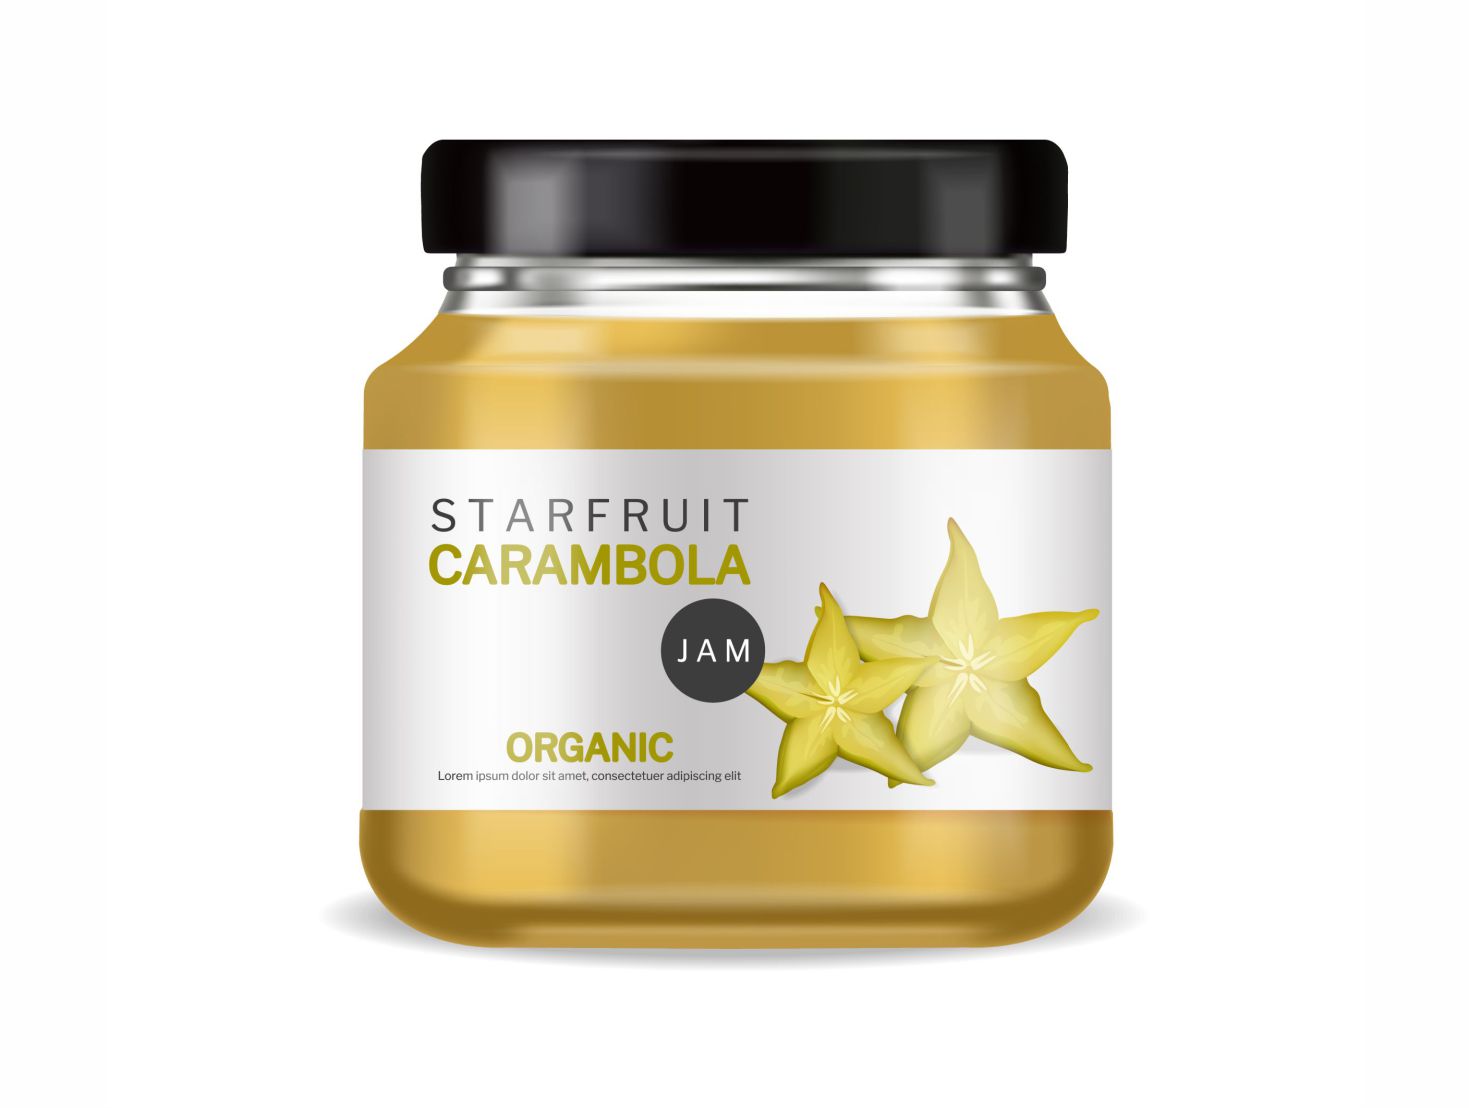 STARFRUIT
CARAMBOLA
JAM
ORGANIC
Lorem ipsum dolor sit amet, consectetuer adipiscing elit